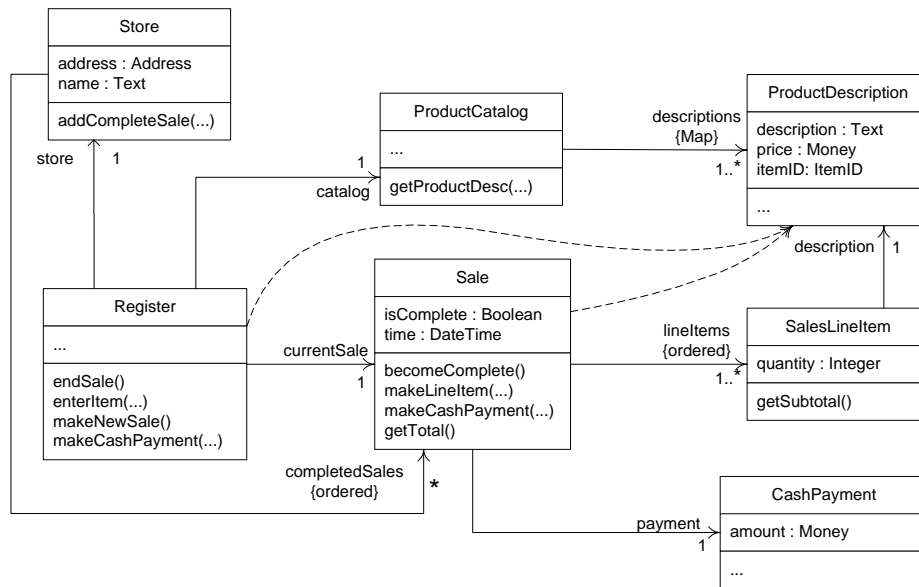 Store
address : Address
name : Text
addCompleteSale(...)
store
1
ProductCatalog
...
getProductDesc(...)
1
catalog
descriptions
{Map}
1..*
ProductDescription
description : Text
price : Money
itemID: ItemID
...
description
1
Register
...
endSale()
enterItem(...)
makeNewSale()
makeCashPayment(...)
currentSale
1
Sale
isComplete : Boolean
time : DateTime
becomeComplete()
makeLineItem(...)
makeCashPayment(...)
getTotal()
lineItems
{ordered}
1..*
SalesLineItem
quantity : Integer
getSubtotal()
completedSales
{ordered}
*
payment
1
CashPayment
amount : Money
...